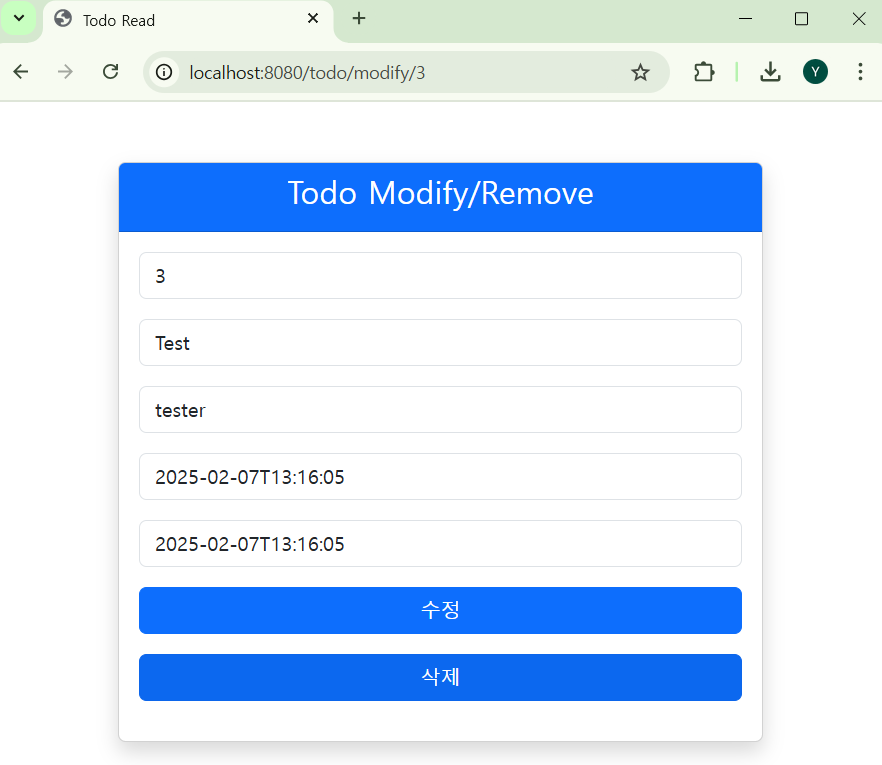 Todo Read
localhost:8080/todo/modify/3
Y
Todo Modify/Remove
3
Test
tester
2025-02-07T13:16:05
2025-02-07T13:16:05
수정
삭제